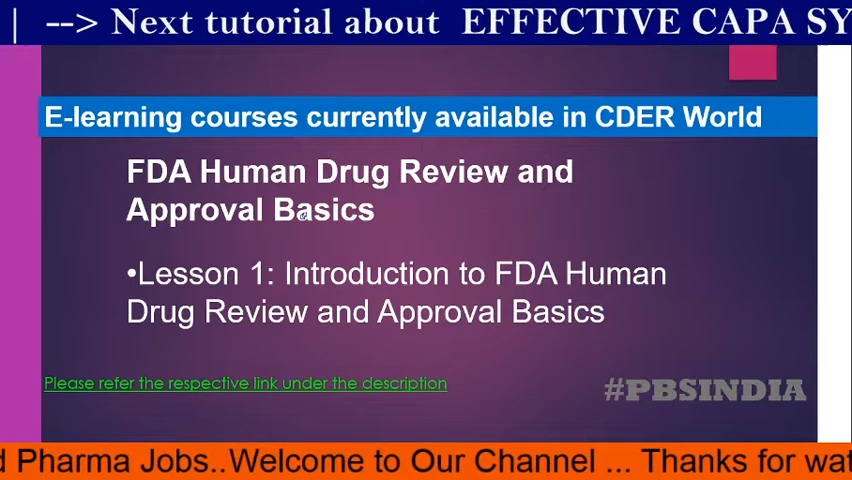 | --> Next tutorial about EFFECTIVE CAPA SY
E-learning courses currently available in CDER World
FDA Human Drug Review and
Approval Basics
•Lesson 1: Introduction to FDA Human
Drug Review and Approval Basics
Please refer the respective link under the description
#PBSINDIA
d Pharma Jobs..Welcome to Our Channel ... Thanks for wat